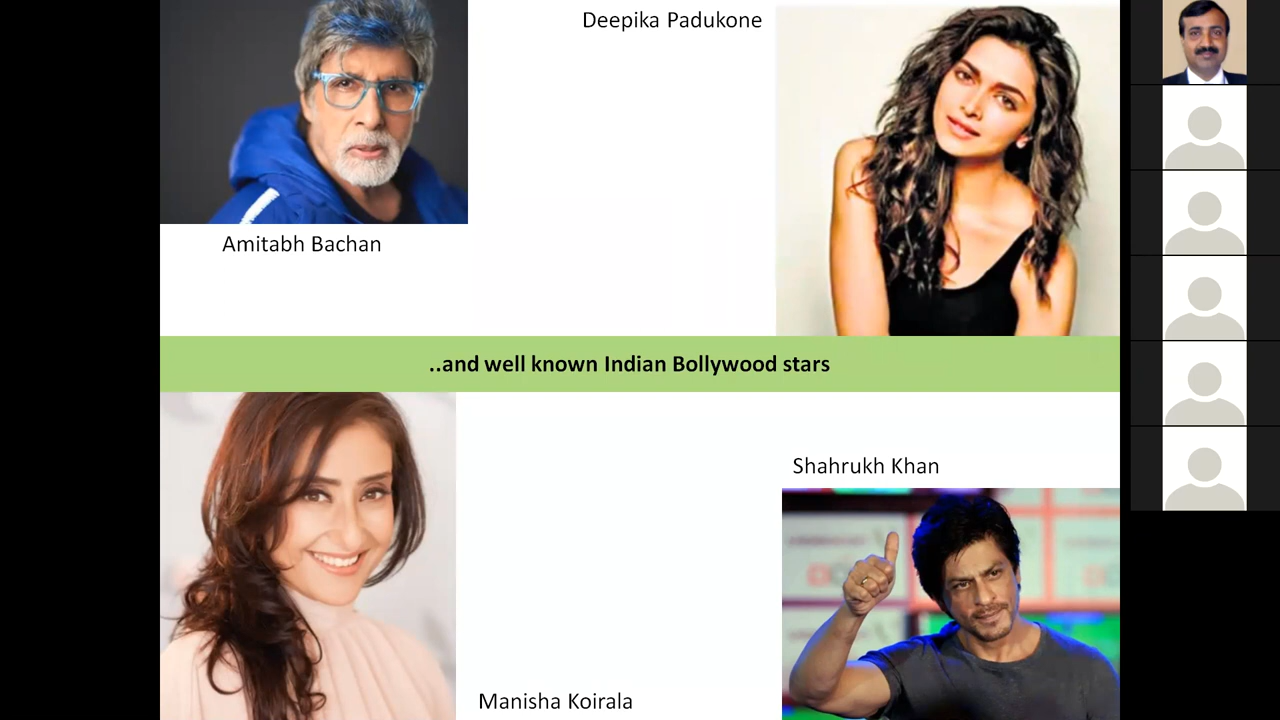 Deepika Padukone
Amitabh Bachan
..and well known Indian Bollywood stars
Shahrukh Khan
Manisha Koirala